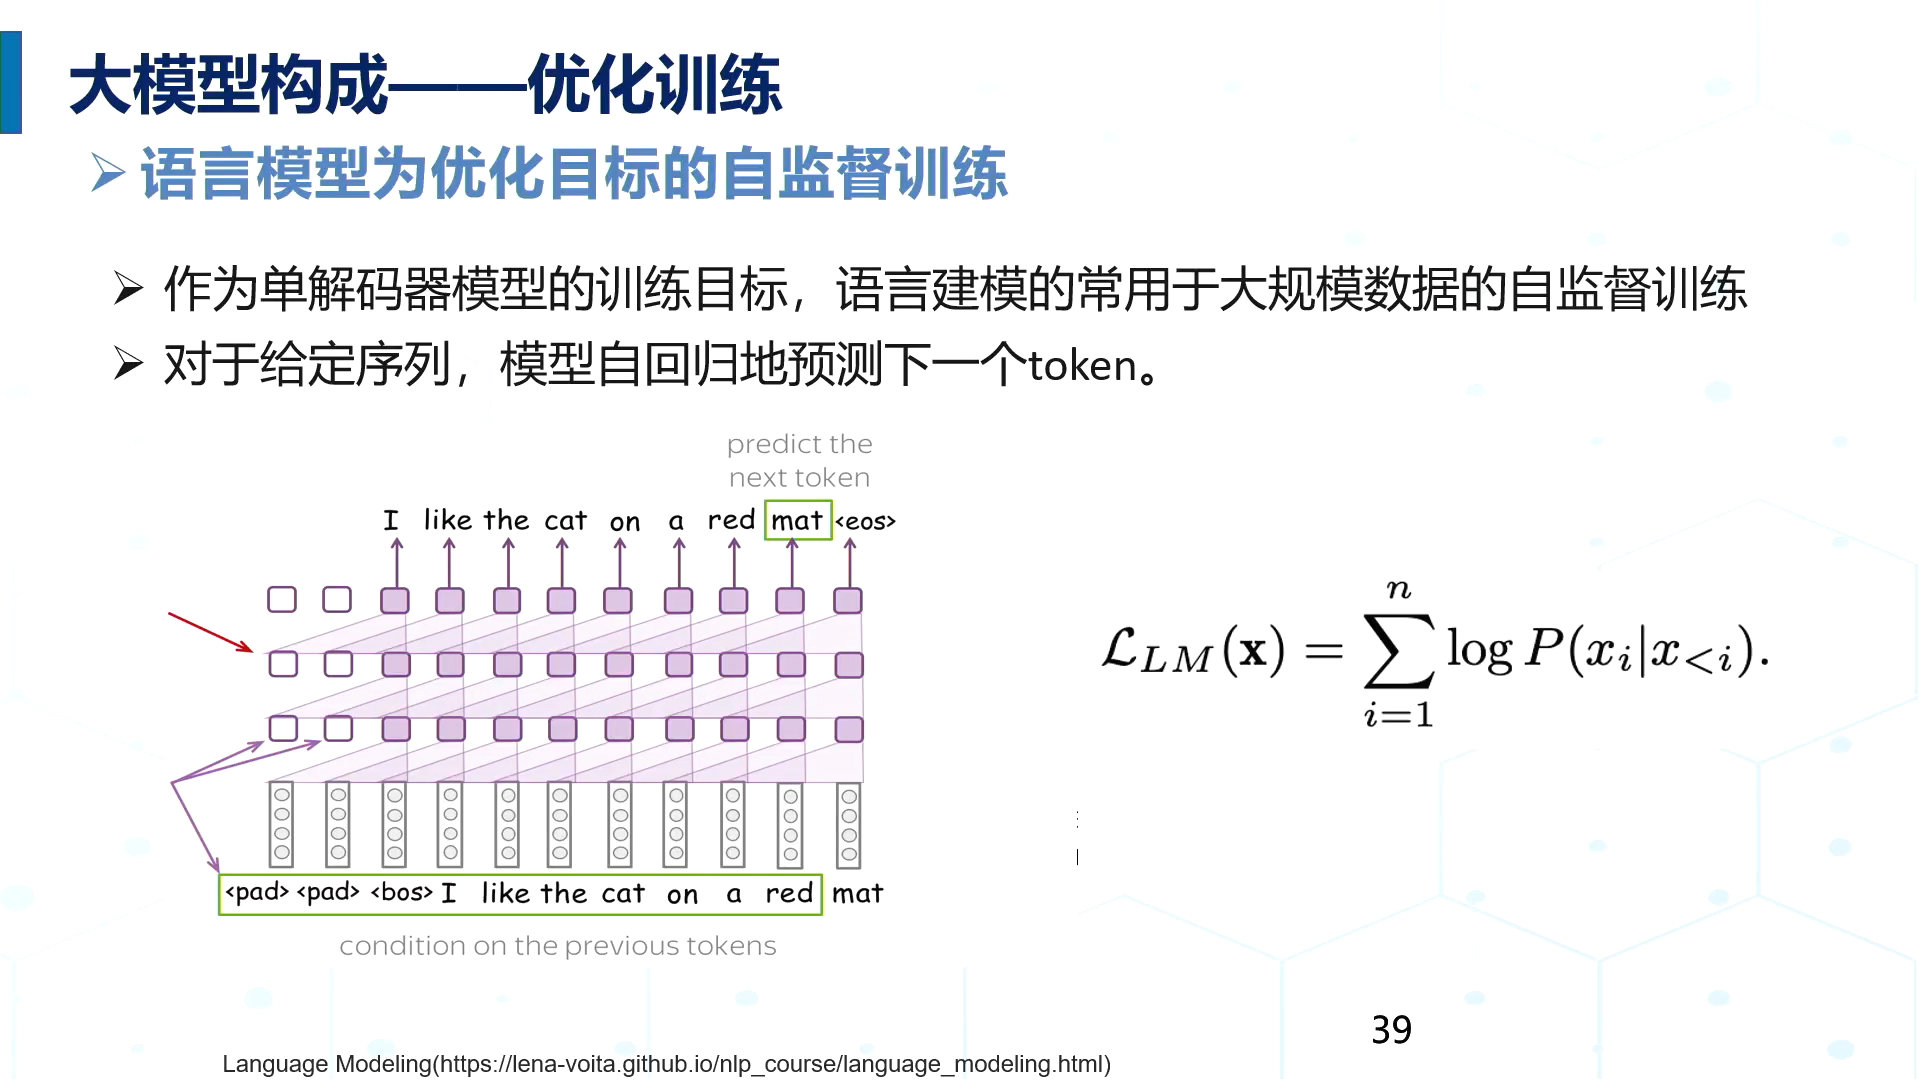 大模型构成——优化训练
➢ 语言模型为优化目标的自监督训练
➢ 作为单解码器模型的训练目标，语言建模的常用于大规模数据的自监督训练
➢ 对于给定序列，模型自回归地预测下一个token。
predict the
next token
I like the cat on a red mat <eos>
<pad> <pad> <bos> I like the cat on a red mat
condition on the previous tokens
$\mathcal{L}_{LM}(\mathbf{x}) = \sum_{i=1}^{n} \log P(x_i|x_{<i}).$
39
Language Modeling(https://lena-voita.github.io/nlp_course/language_modeling.html)